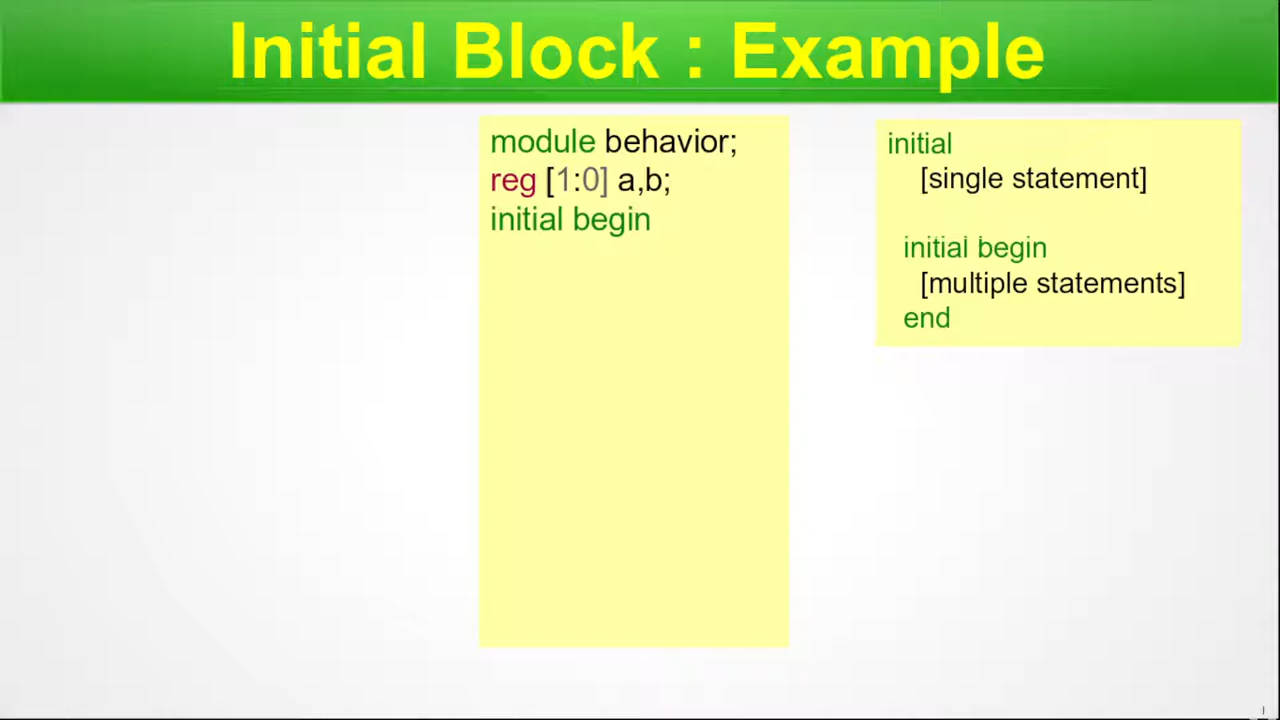 Initial Block : Example
module behavior;
reg [1:0] a,b;
initial begin
initial
[single statement]
initial begin
[multiple statements]
end